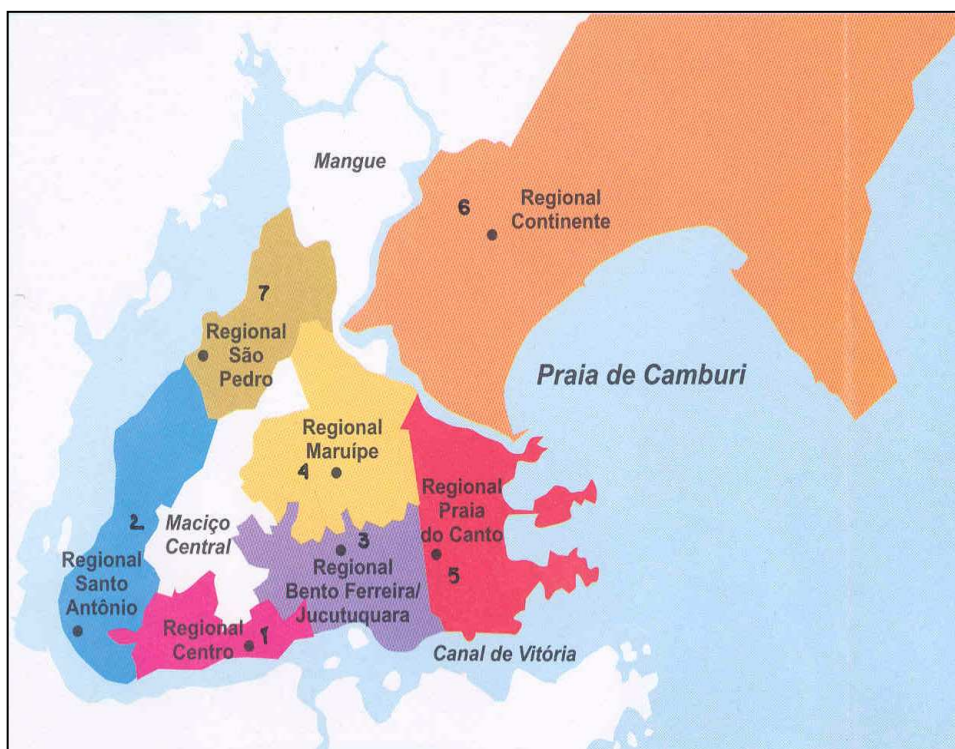 Mangue
6
Regional
Continente
7
Regional
São
Pedro
Praia de Camburi
Regional
Maruípe
4
Regional
Praia
do Canto
2
Maciço
Central
3
5
Regional
Santo
Antônio
Regional
Bento Ferreira/
Jucutuquara
Regional
Centro
1
Canal de Vitória